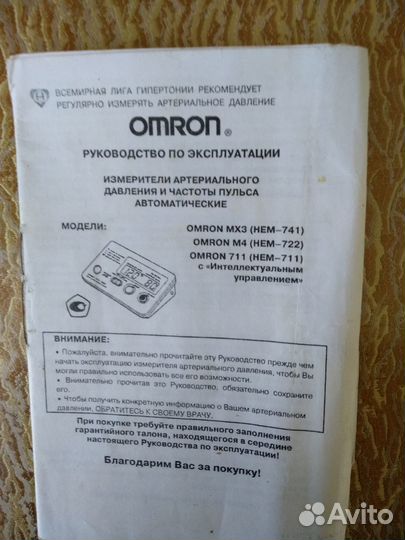 ВСЕМИРНАЯ ЛИГА ГИПЕРТОНИИ РЕКОМЕНДУЕТ
РЕГУЛЯРНО ИЗМЕРЯТЬ АРТЕРИАЛЬНОЕ ДАВЛЕНИЕ
OMRON®
РУКОВОДСТВО ПО ЭКСПЛУАТАЦИИ
ИЗМЕРИТЕЛИ АРТЕРИАЛЬНОГО
ДАВЛЕНИЯ И ЧАСТОТЫ ПУЛЬСА
АВТОМАТИЧЕСКИЕ
МОДЕЛИ:
OMRON MX3 (HEM–741)
OMRON M4 (HEM–722)
OMRON 711 (HEM–711)
с «Интеллектуальным
управлением»
ВНИМАНИЕ:
• Пожалуйста, внимательно прочитайте эту Руководство прежде чем
начать эксплуатацию измерителя артериального давления, чтобы Вы
могли правильно использовать все его возможности.
• Внимательно прочитав это Руководство, обязательно сохраните
его.
• Чтобы получить конкретную информацию о Вашем артериальном
давлении, ОБРАТИТЕСЬ К СВОЕМУ ВРАЧУ.
При покупке требуйте правильного заполнения
гарантийного талона, находящегося в середине
настоящего Руководства по эксплуатации!
Благодарим Вас за покупку!
Avito